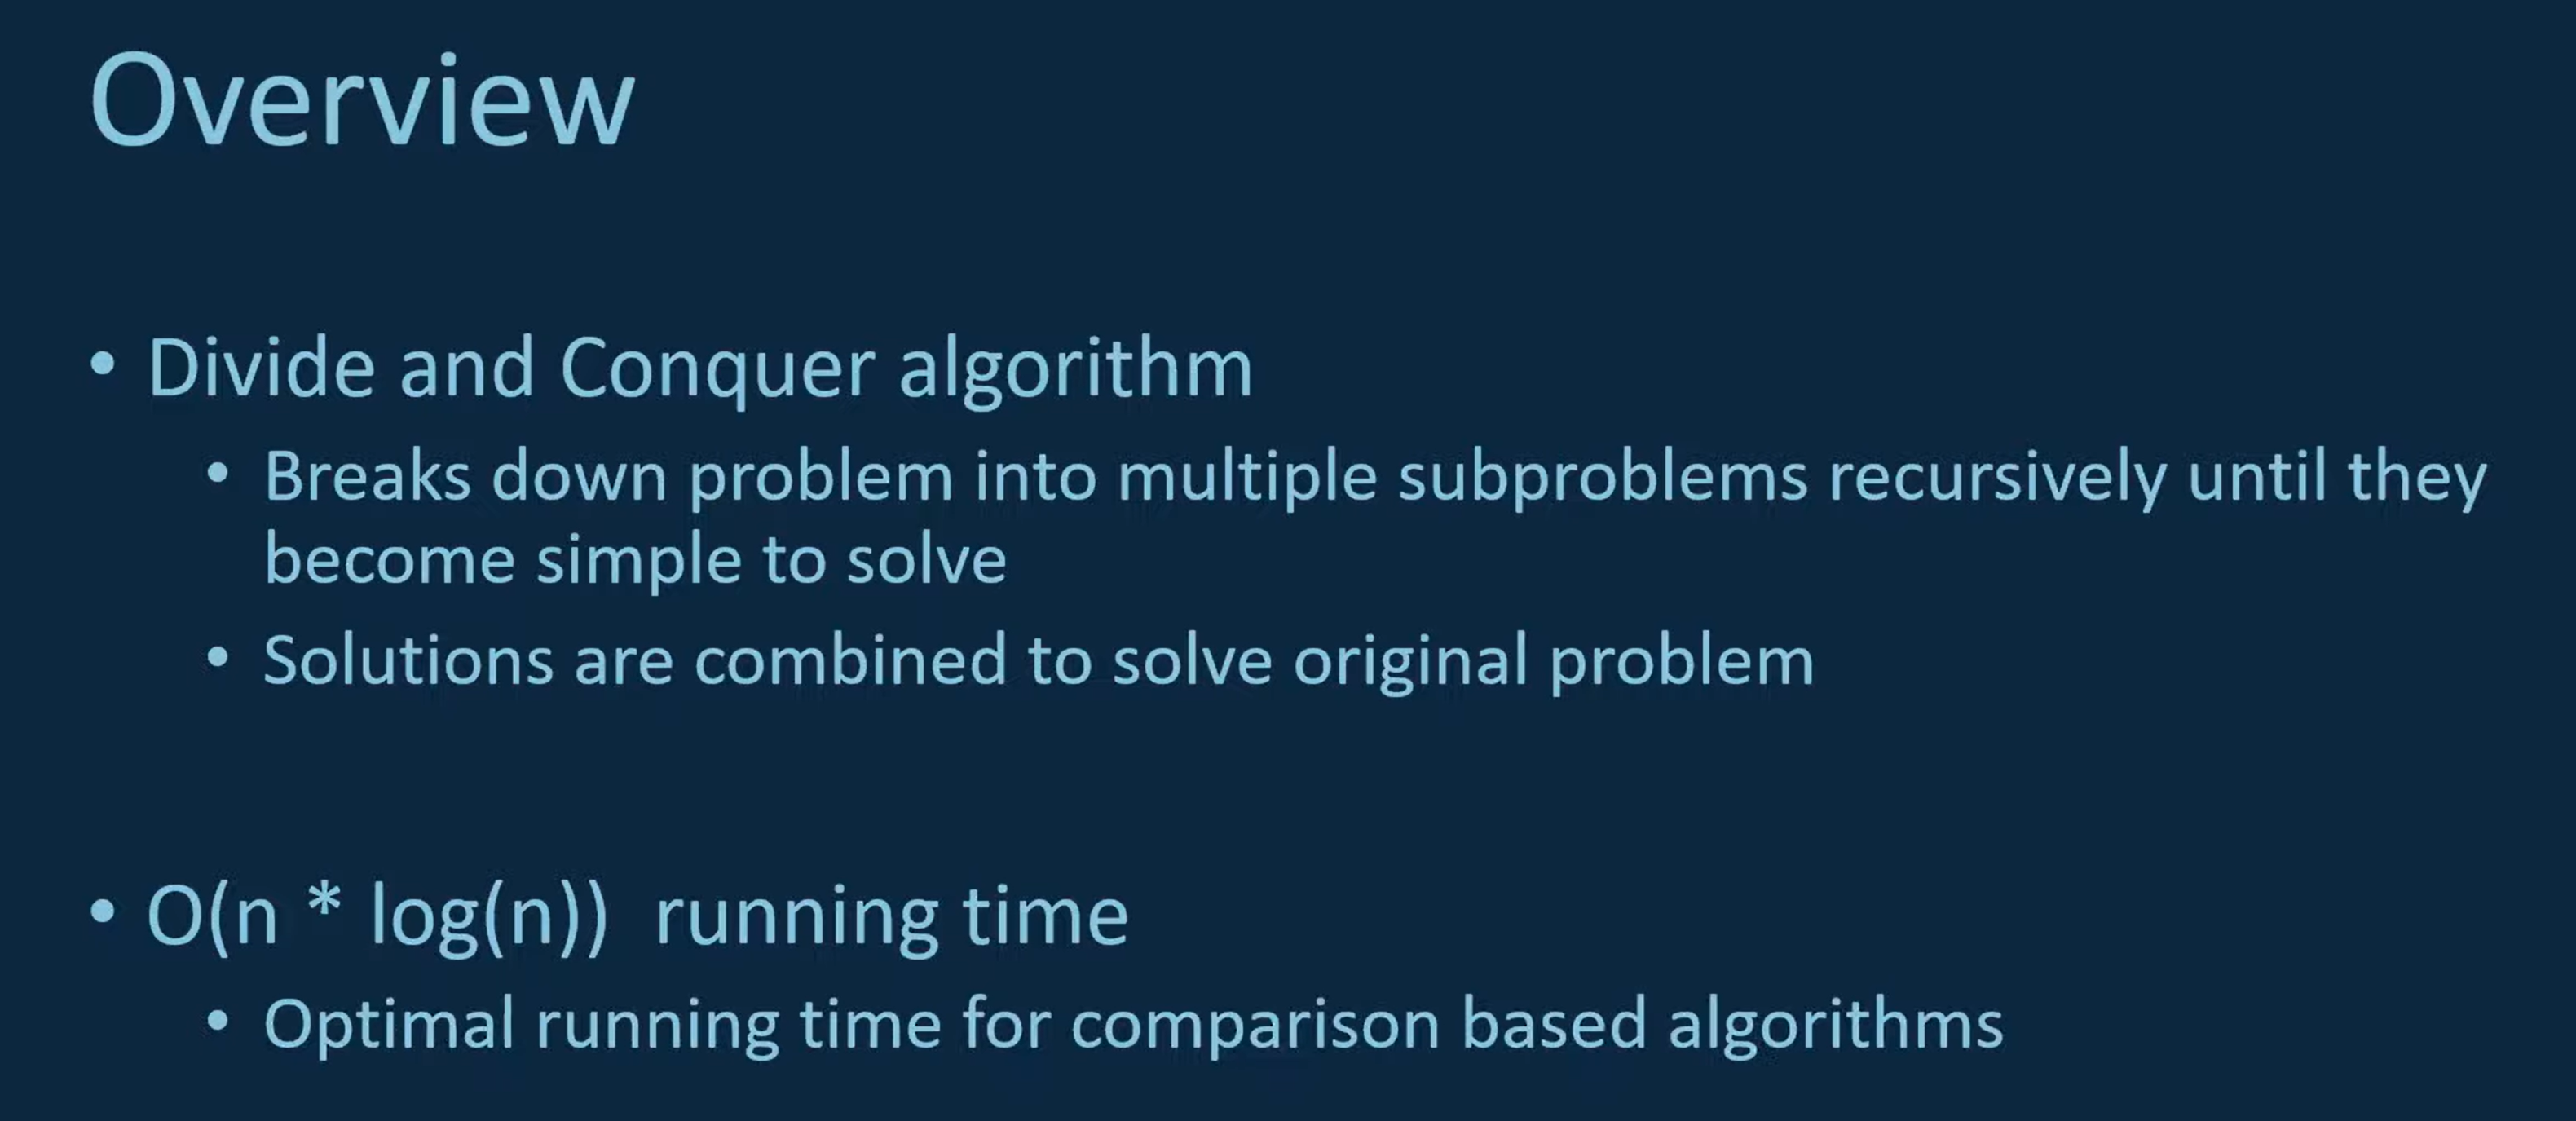 Overview
• Divide and Conquer algorithm
• Breaks down problem into multiple subproblems recursively until they
become simple to solve
• Solutions are combined to solve original problem
• O(n * log(n))  running time
• Optimal running time for comparison based algorithms